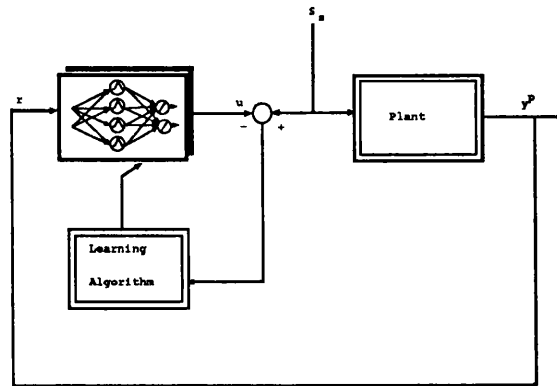 S s
r
u
y^p
- +
Plant
Learning
Algorithm